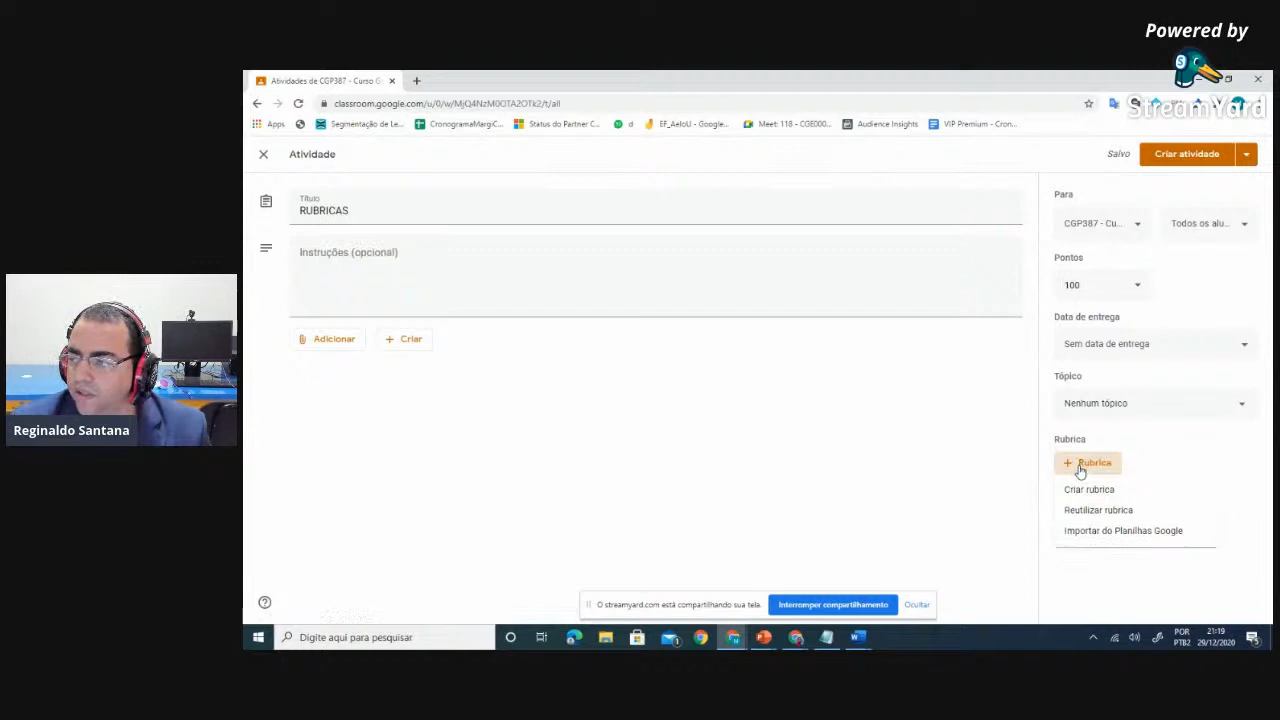 Powered by
StreamYard
Atividades de CGP387 - Curso G
classroom.google.com/u/0/w/MjQ4NzM0OTA2OTk2/t/all
Apps
Segmentação de Le...
CronogramaMargiC...
Status do Partner C...
d
EF_AeIoU - Google...
Meet: 118 - CGE000...
Audience Insights
VIP Premium - Cron...
Atividade
Salvo
Criar atividade
Título
RUBRICAS
Instruções (opcional)
Adicionar
Criar
Para
CGP387 - Cu...
Todos os alu...
Pontos
100
Data de entrega
Sem data de entrega
Tópico
Nenhum tópico
Rubrica
+ Rubrica
Criar rubrica
Reutilizar rubrica
Importar do Planilhas Google
Reginaldo Santana
O streamyard.com está compartilhando sua tela.
Interromper compartilhamento
Ocultar
Digite aqui para pesquisar
POR
PTB2
21:19
29/12/2020